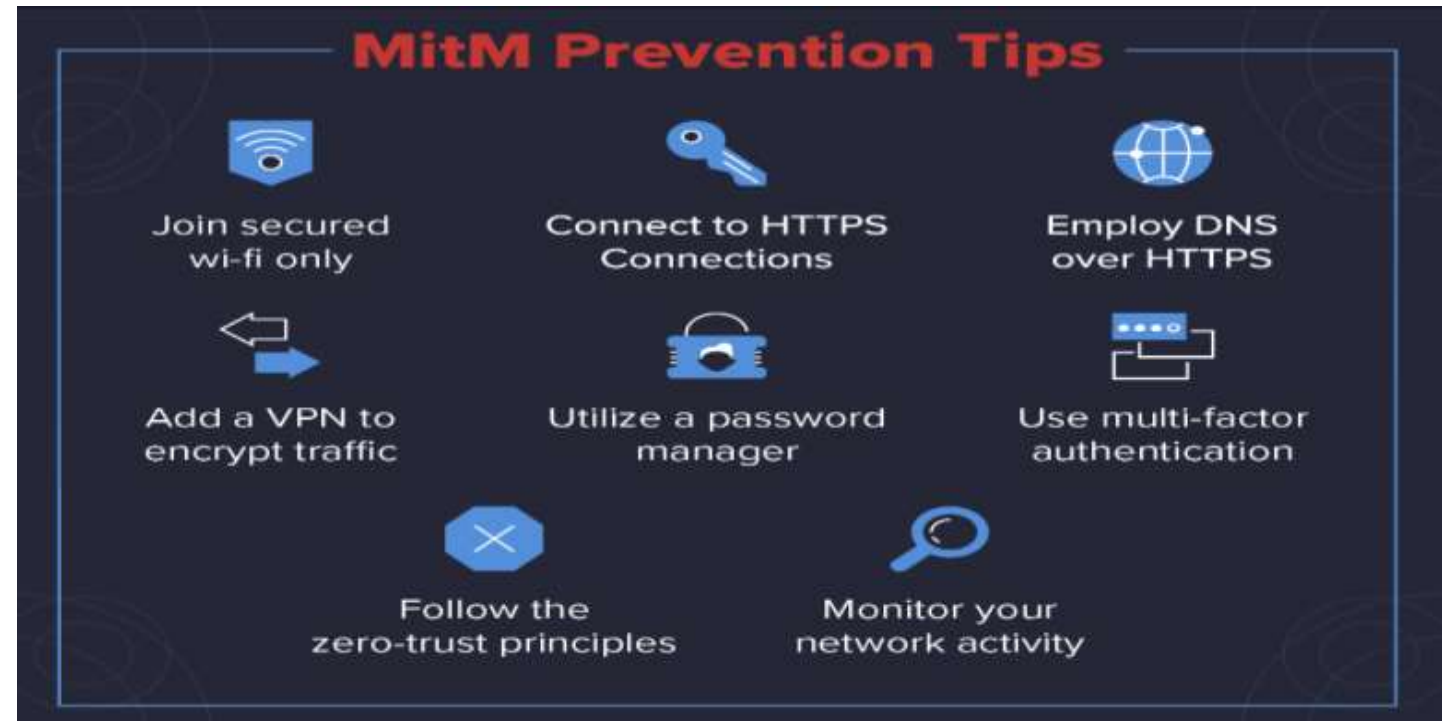 MitM Prevention Tips
Join secured
wi-fi only
Connect to HTTPS
Connections
Employ DNS
over HTTPS
Add a VPN to
encrypt traffic
Utilize a password
manager
Use multi-factor
authentication
Follow the
zero-trust principles
Monitor your
network activity